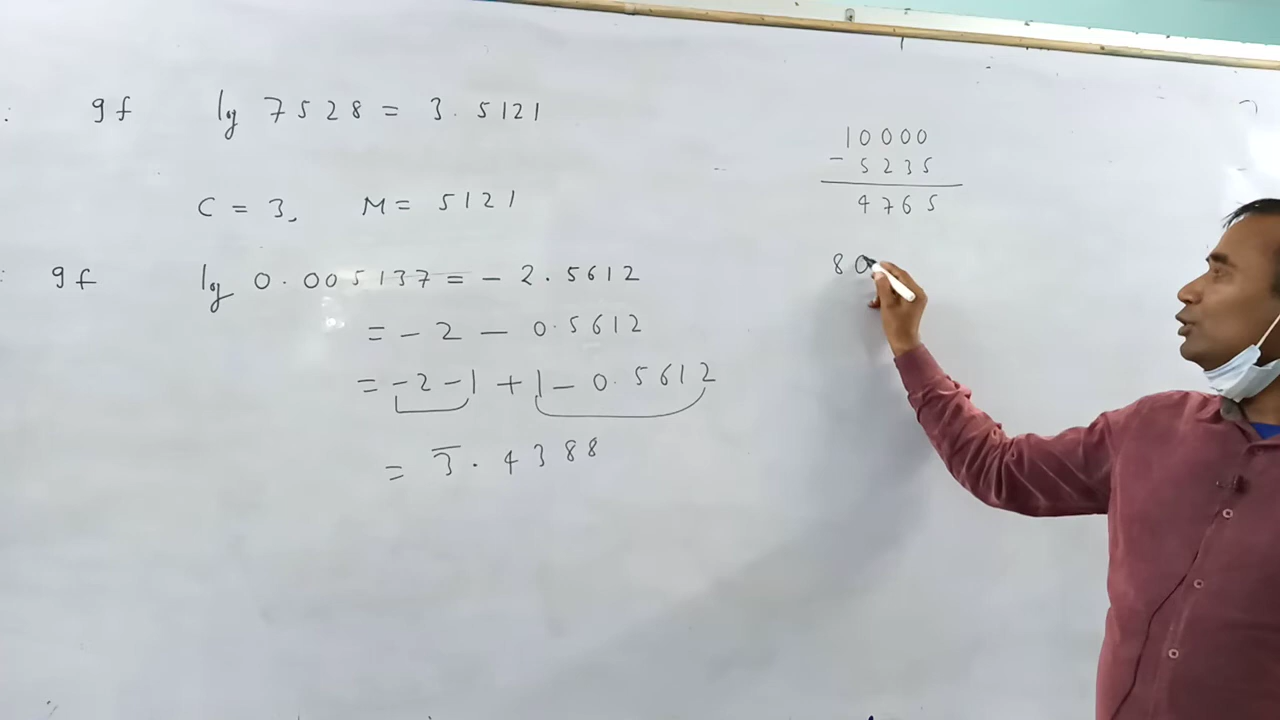 : If log 7528 = 3.5121
C = 3, M = 5121
: If log 0.005137 = - 2.5612
= - 2 - 0.5612
= -2 -1 + 1 - 0.5612
= 3̅.4388
10000
- 5235
4765
80